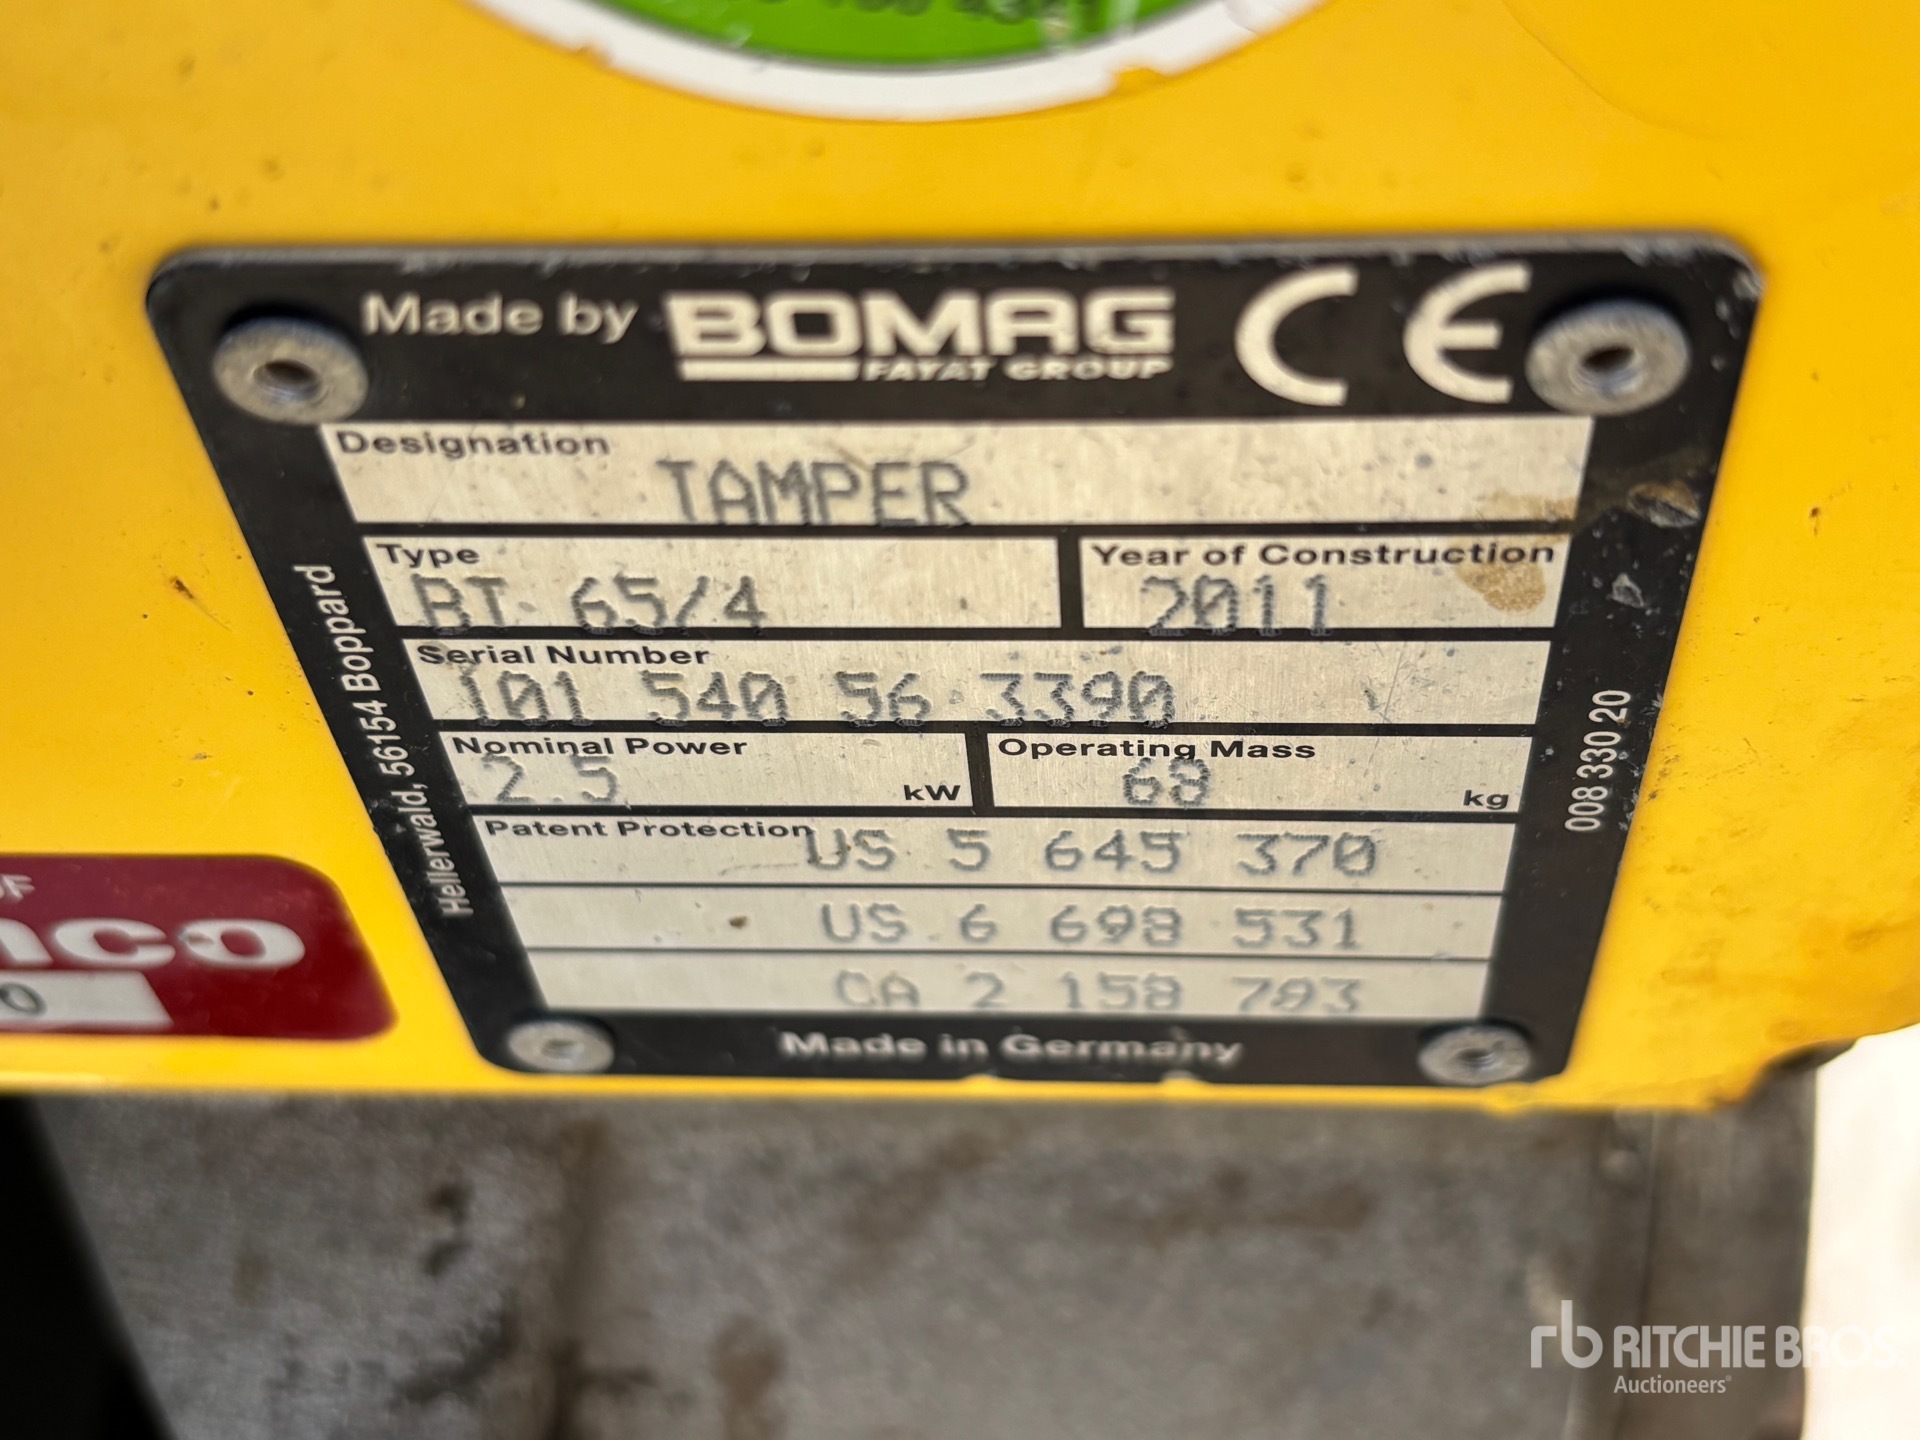 Made by BOMAG CE
FAYAT GROUP
Designation
TAMPER
Type
BT 65/4
Year of Construction
2011
Serial Number
101 540 56 3390
Nominal Power
2.5 kW
Operating Mass
68 kg
Patent Protection
US 5 645 370
US 6 698 531
CA 2 158 703
Made in Germany
Hellerwald, 56154 Boppard
008 330 20
rb RITCHIE BROS.
Auctioneers